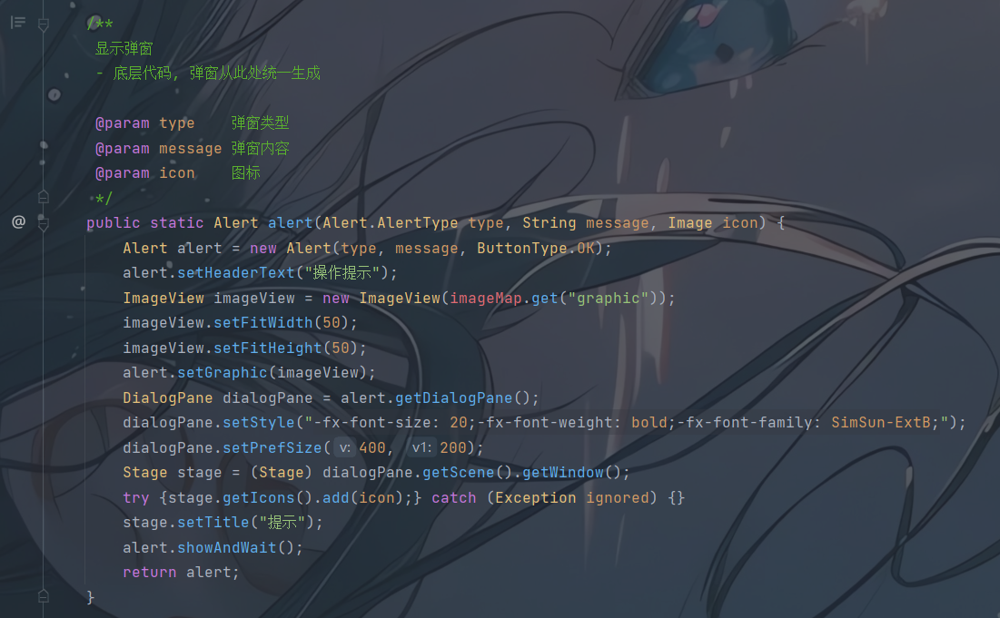 /**
显示弹窗
- 底层代码, 弹窗从此处统一生成
@param type 弹窗类型
@param message 弹窗内容
@param icon 图标
*/
@ public static Alert alert(Alert.AlertType type, String message, Image icon) {
Alert alert = new Alert(type, message, ButtonType.OK);
alert.setHeaderText("操作提示");
ImageView imageView = new ImageView(imageMap.get("graphic"));
imageView.setFitWidth(50);
imageView.setFitHeight(50);
alert.setGraphic(imageView);
DialogPane dialogPane = alert.getDialogPane();
dialogPane.setStyle("-fx-font-size: 20;-fx-font-weight: bold;-fx-font-family: SimSun-ExtB;");
dialogPane.setPrefSize( v: 400, v1: 200);
Stage stage = (Stage) dialogPane.getScene().getWindow();
try {stage.getIcons().add(icon);} catch (Exception ignored) {}
stage.setTitle("提示");
alert.showAndWait();
return alert;
}